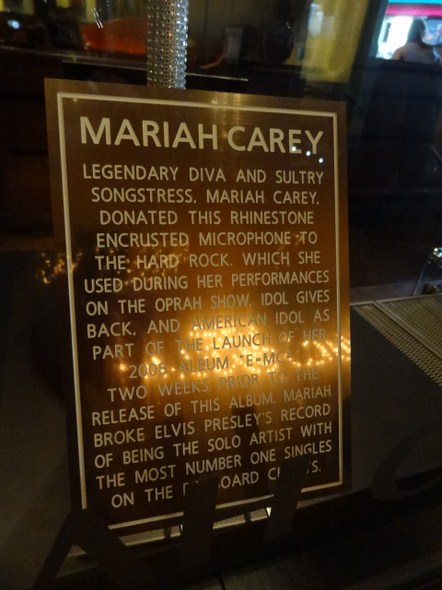 MARIAH CAREY
LEGENDARY DIVA AND SULTRY
SONGSTRESS, MARIAH CAREY,
DONATED THIS RHINESTONE
ENCRUSTED MICROPHONE TO
THE HARD ROCK, WHICH SHE
USED DURING HER PERFORMANCES
ON THE OPRAH SHOW, IDOL GIVES
BACK, AND AMERICAN IDOL AS
PART OF THE LAUNCH OF HER
2008 ALBUM
TWO WEEKS PRIOR TO THE
RELEASE OF THIS ALBUM, MARIAH
BROKE ELVIS PRESLEY'S RECORD
OF BEING THE SOLO ARTIST WITH
THE MOST NUMBER ONE SINGLES
ON THE